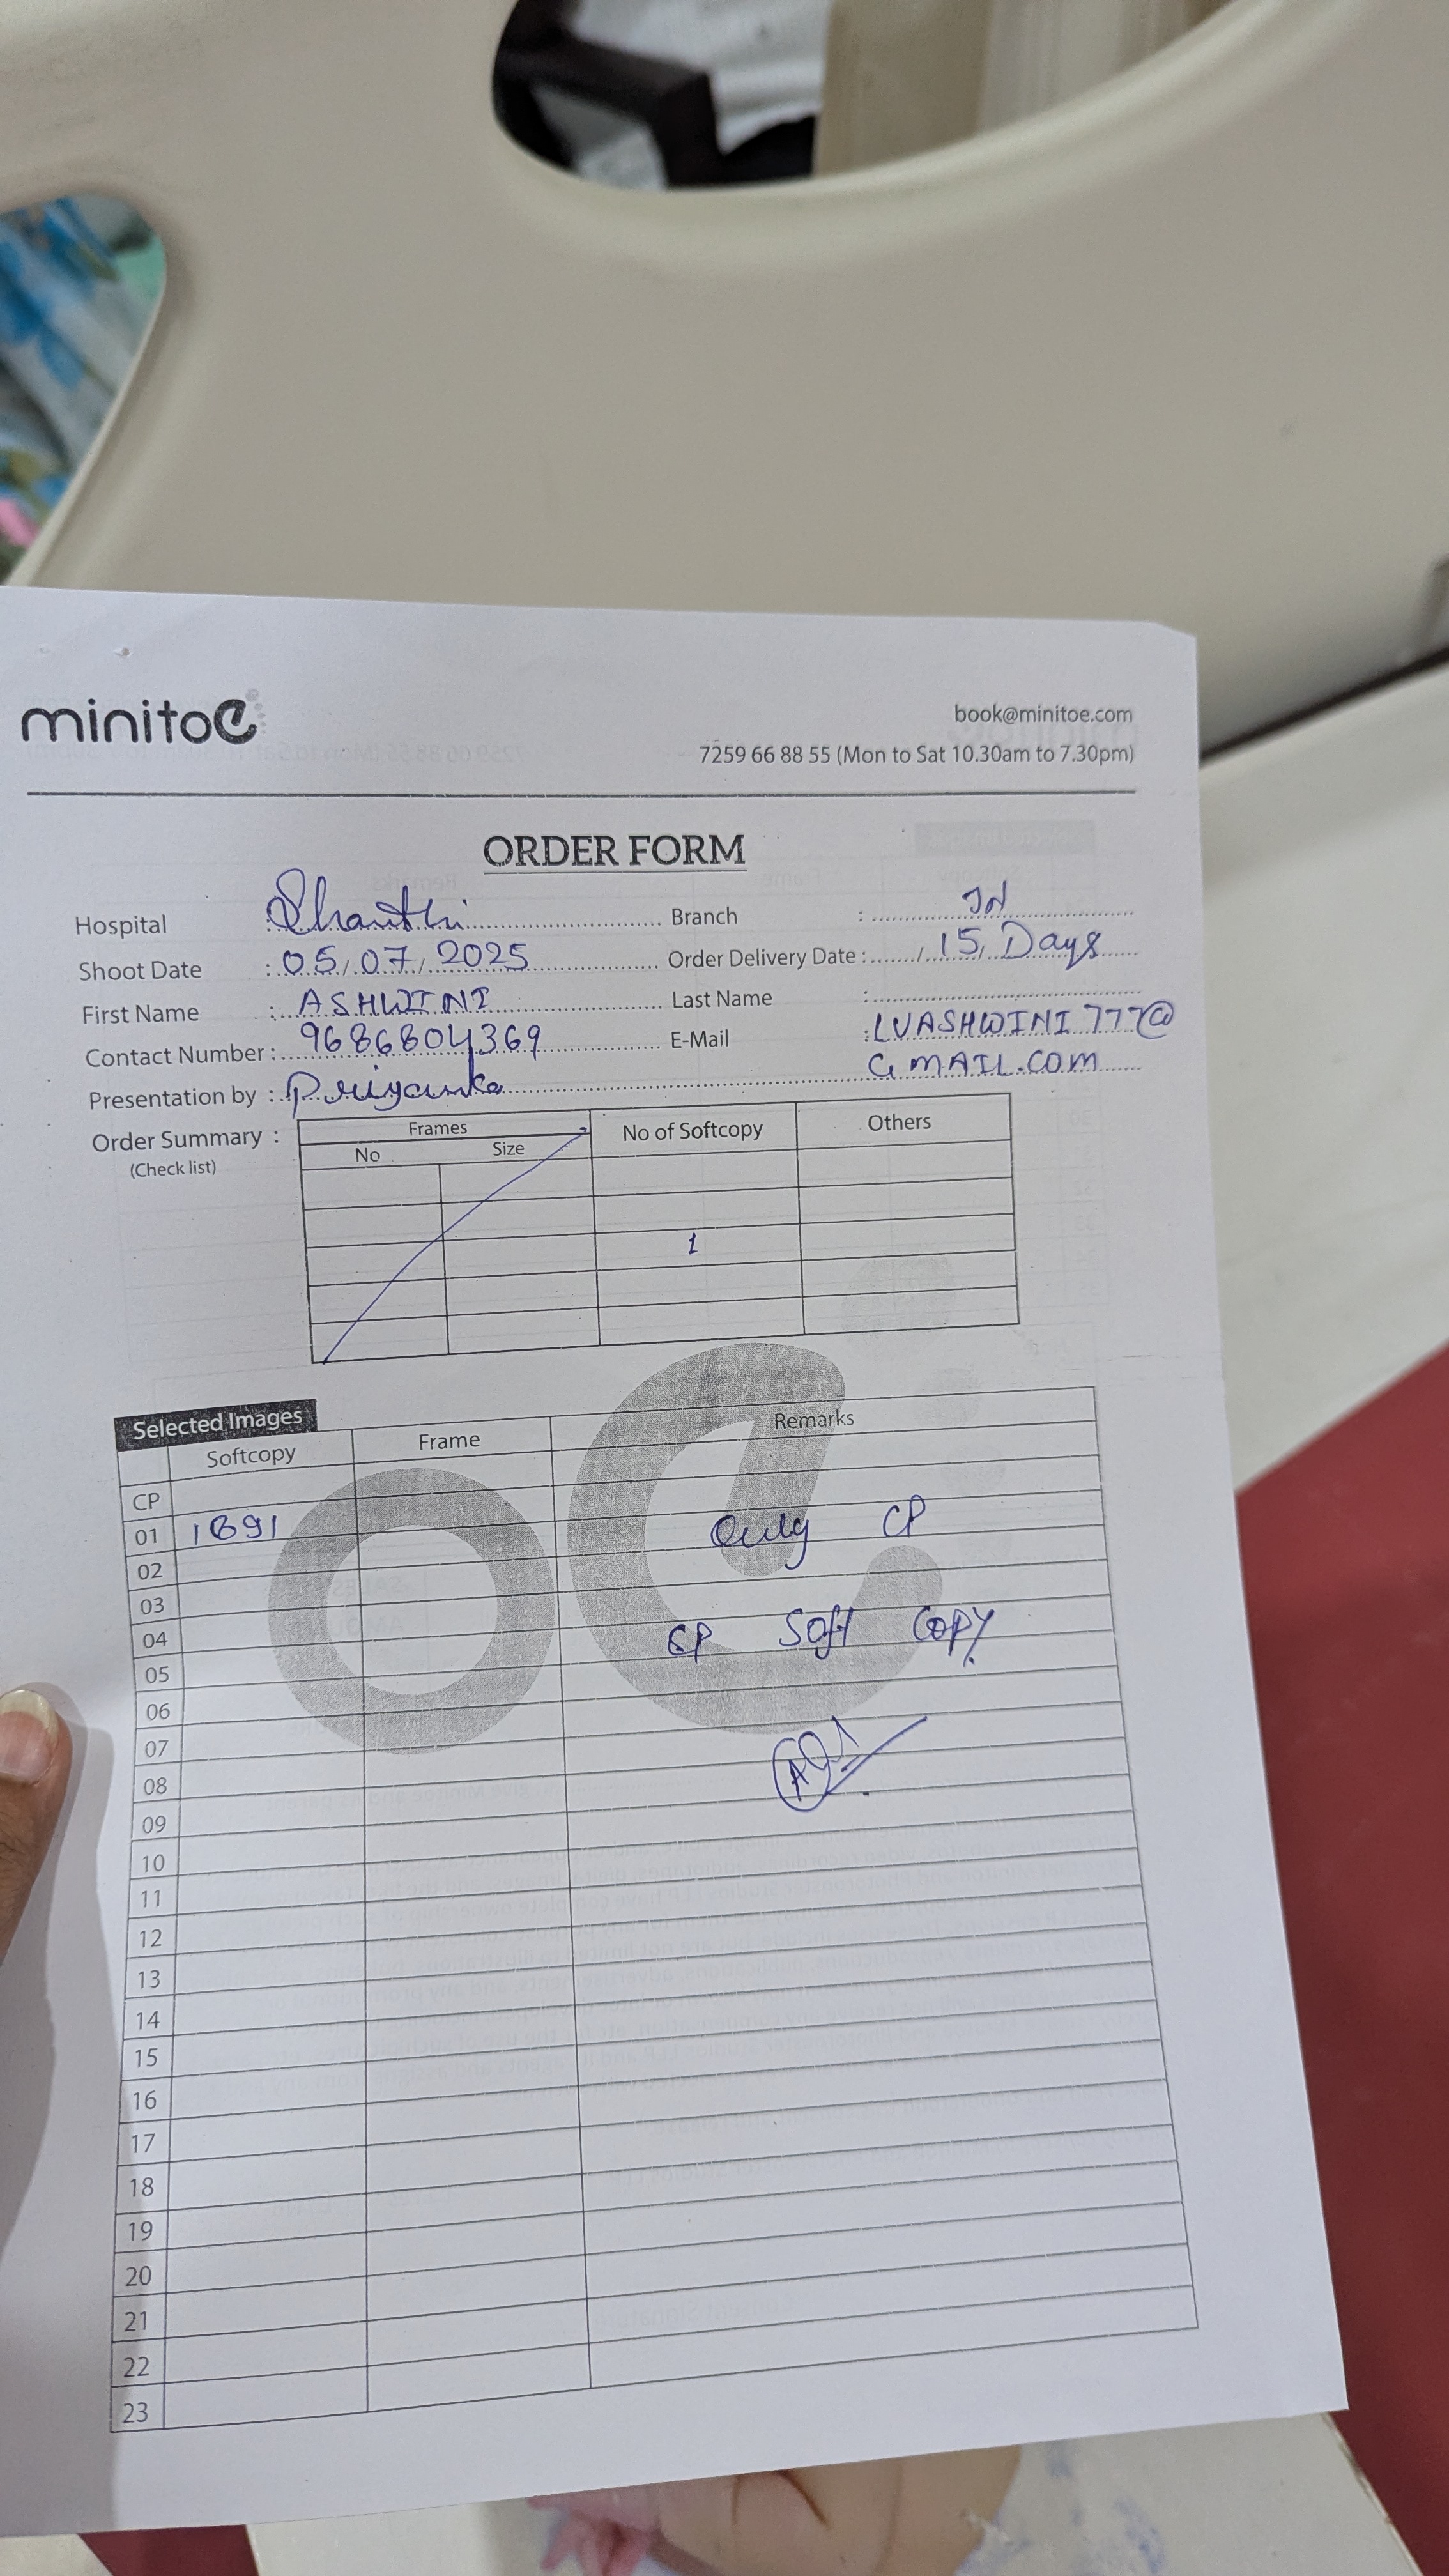 minitoe
book@minitoe.com
7259 66 88 55 (Mon to Sat 10.30am to 7.30pm)
ORDER FORM
Hospital : Shanthi Branch :
Shoot Date : 05/07/2025 Order Delivery Date : / 15/ Days
First Name : ASHWINI Last Name :
Contact Number : 9686804369 E-Mail : LVASHWINI777@
GMAIL.COM
Presentation by : Priyanka
Order Summary : Frames No of Softcopy Others
(Check list) No Size
1
Selected Images
Softcopy Frame Remarks
CP
01 1691 Only CP
02
03
04 CP Soft Copy
05
06
07
08
09
10
11
12
13
14
15
16
17
18
19
20
21
22
23